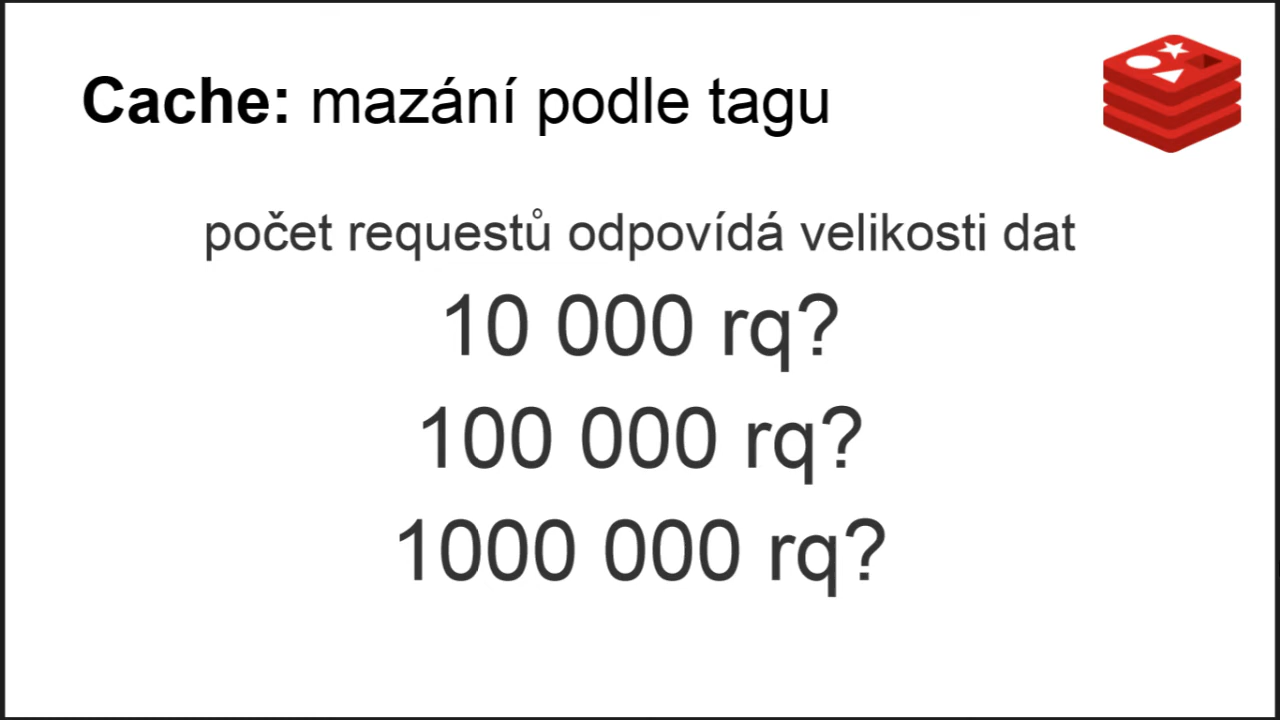 Cache: mazání podle tagu
počet requestů odpovídá velikosti dat
10 000 rq?
100 000 rq?
1000 000 rq?